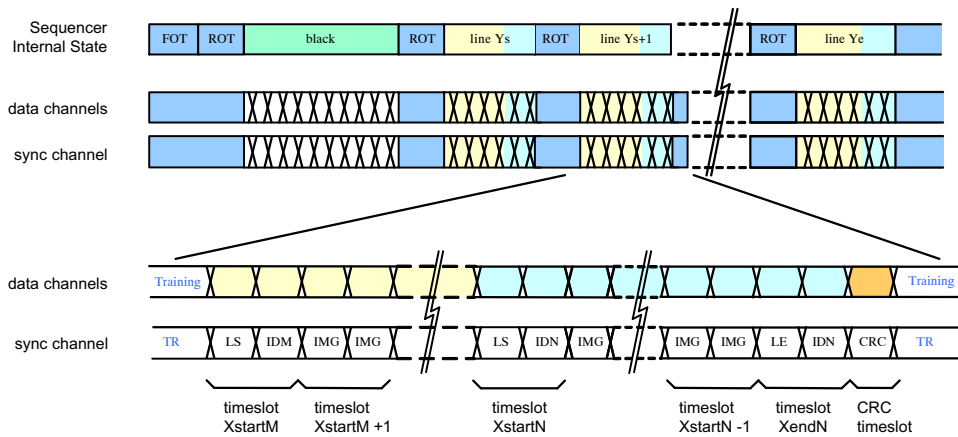 Sequencer
Internal State
FOT ROT black ROT line Ys ROT line Ys+1 ROT line Ye
data channels
sync channel
data channels
Training Training
sync channel
TR LS IDM IMG IMG LS IDN IMG IMG IMG LE IDN CRC TR
timeslot timeslot timeslot timeslot timeslot CRC
XstartM XstartM +1 XstartN XstartN -1 XendN timeslot